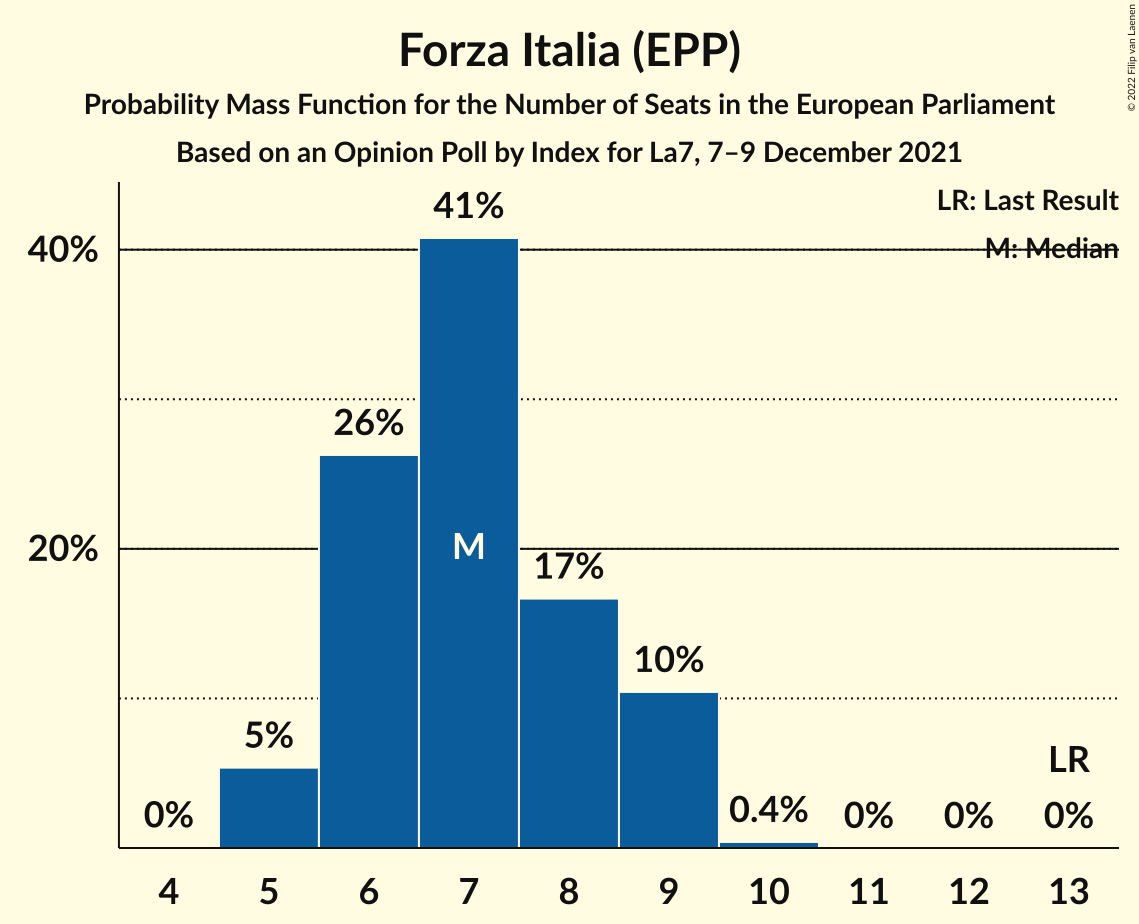 Forza Italia (EPP)
Probability Mass Function for the Number of Seats in the European Parliament
Based on an Opinion Poll by Index for La7, 7–9 December 2021
© 2022 Filip van Laenen
LR: Last Result
M: Median
40%
20%
0%
5%
26%
41%
M
17%
10%
0.4%
0%
0%
LR
0%
4 5 6 7 8 9 10 11 12 13